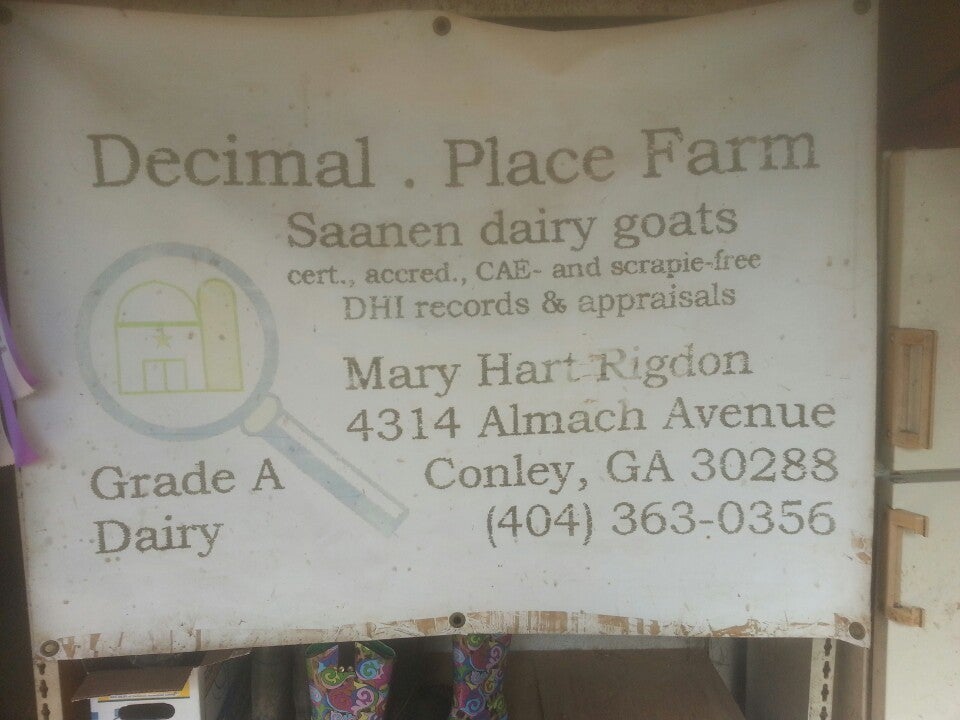 Decimal . Place Farm
Saanen dairy goats
cert., accred., CAE- and scrapie-free
DHI records & appraisals
Mary Hart Rigdon
4314 Almach Avenue
Conley, GA 30288
(404) 363-0356
Grade A
Dairy